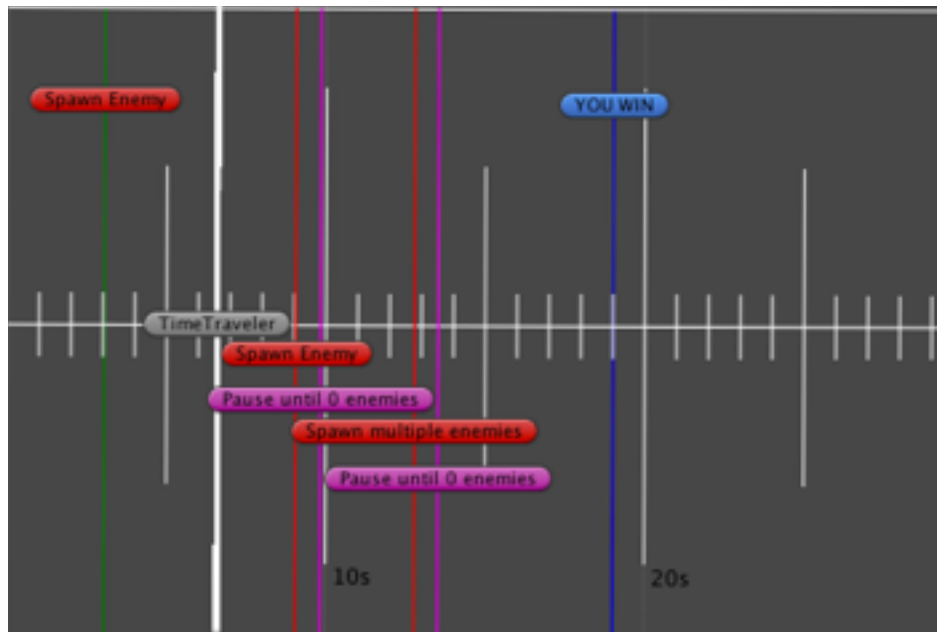 Spawn Enemy
YOU WIN
TimeTraveler
Spawn Enemy
Pause until 0 enemies
Spawn multiple enemies
Pause until 0 enemies
10s
20s